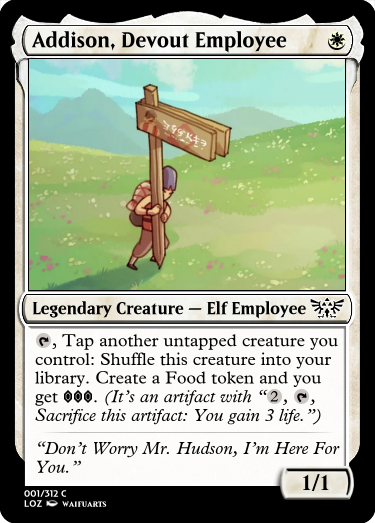 Addison, Devout Employee
Legendary Creature — Elf Employee
, Tap another untapped creature you
control: Shuffle this creature into your
library. Create a Food token and you
get . (It's an artifact with “2, ,
Sacrifice this artifact: You gain 3 life.”)
“Don't Worry Mr. Hudson, I'm Here For
You.”
1/1
001/312 C
LOZ WAIFUARTS